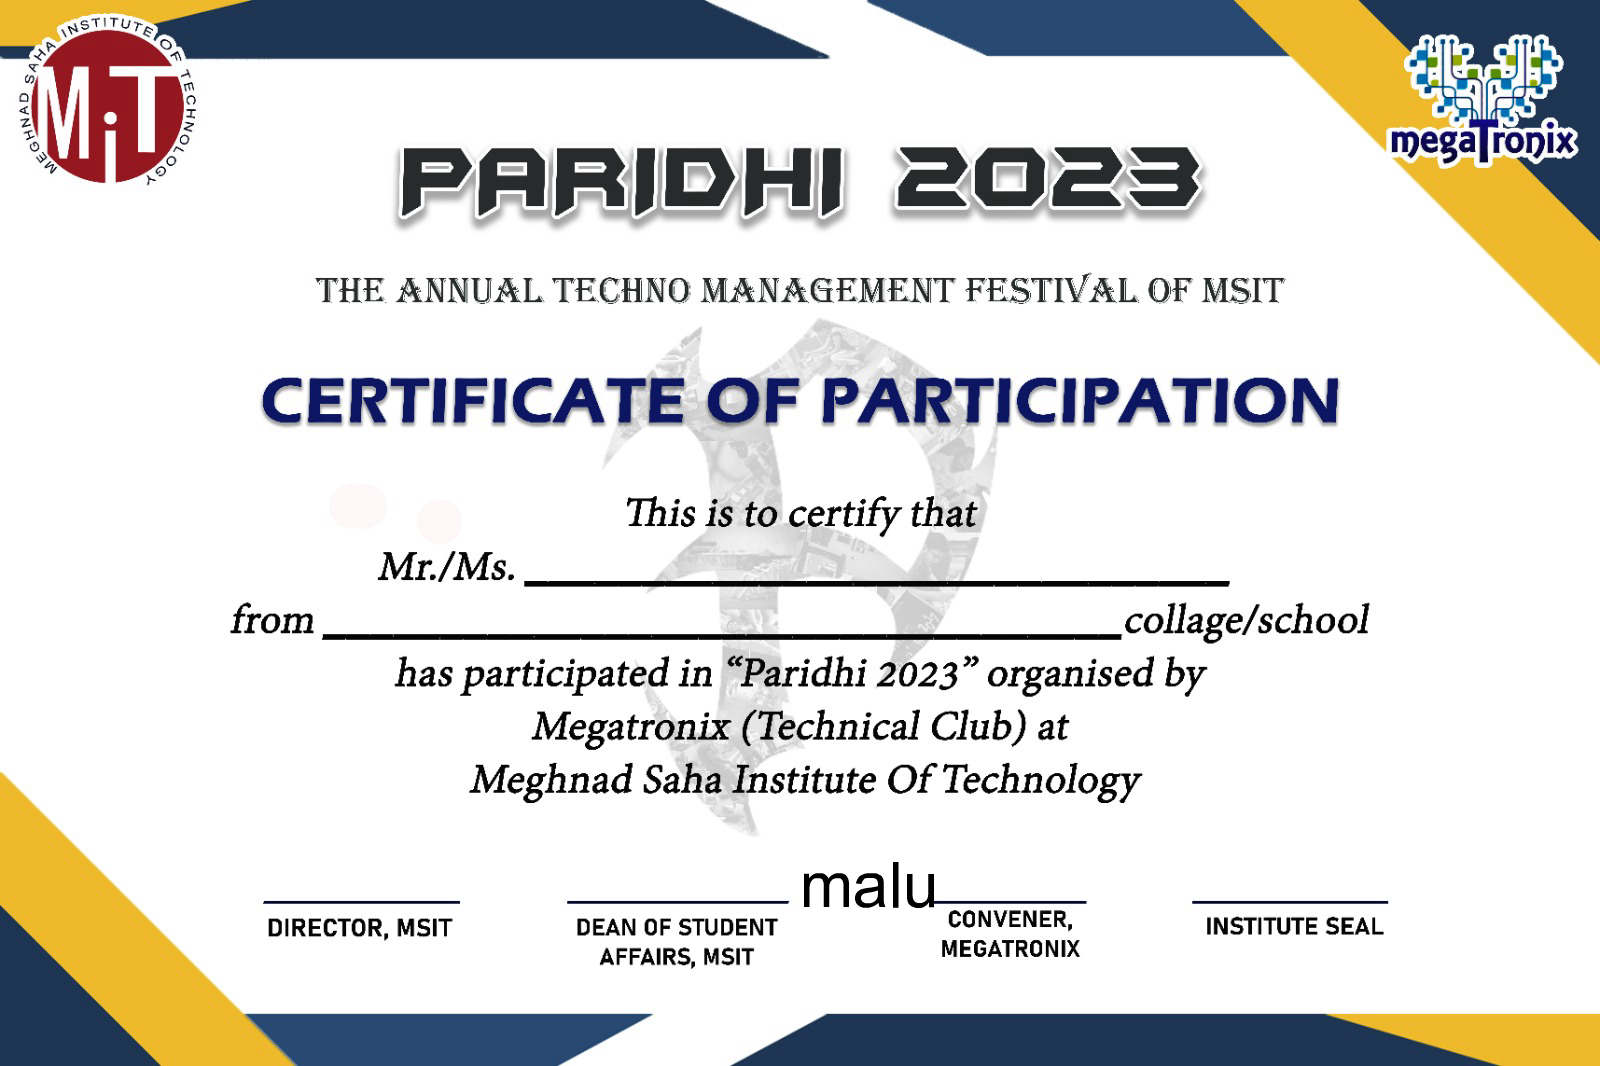 MEGHNAD SAHA INSTITUTE OF TECHNOLOGY
MiT
megaTronix
PARIDHI 2023
THE ANNUAL TECHNO MANAGEMENT FESTIVAL OF MSIT
CERTIFICATE OF PARTICIPATION
This is to certify that
Mr./Ms. ______________________________
from __________________________________collage/school
has participated in “Paridhi 2023” organised by
Megatronix (Technical Club) at
Meghnad Saha Institute Of Technology
malu
DIRECTOR, MSIT
DEAN OF STUDENT
AFFAIRS, MSIT
CONVENER,
MEGATRONIX
INSTITUTE SEAL